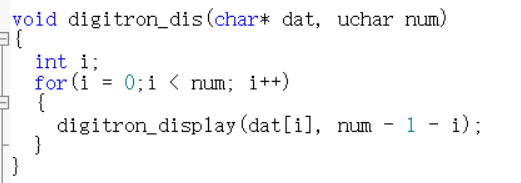 void digitron_dis(char* dat, uchar num)
{
int i;
for(i = 0;i < num; i++)
{
digitron_display(dat[i], num - 1 - i);
}
}